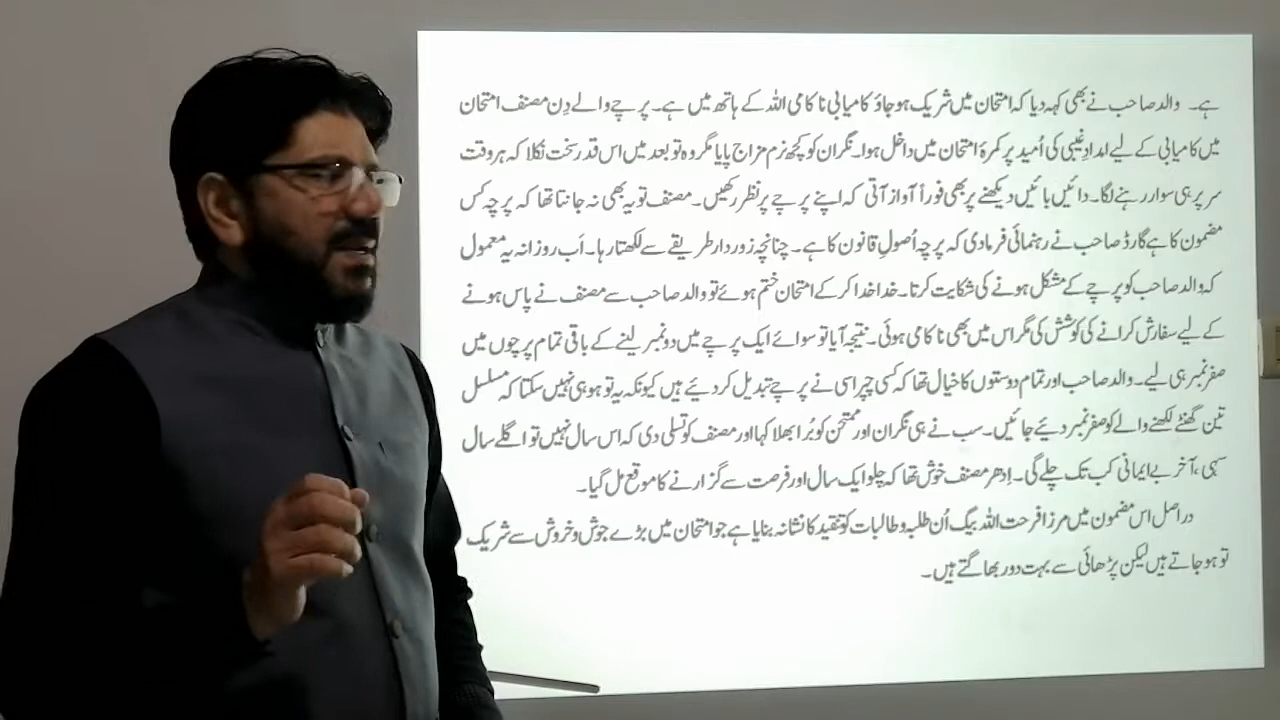 ہے۔ والد صاحب نے بھی کہہ دیا کہ امتحان میں شریک ہو جاؤ کامیابی ناکامی اللہ کے ہاتھ میں ہے۔ پرچے والے دِن مصنف امتحان
میں کامیابی کے لیے امدادِ غیبی کی اُمید پر کمرۂ امتحان میں داخل ہوا۔ نگران کو کچھ نرم مزاج پایا مگر وہ تو بعد میں اس قدر سخت نکلا کہ ہر وقت
سر پر ہی سوار رہنے لگا۔ دائیں بائیں دیکھنے پر بھی فوراً آواز آتی کہ اپنے پرچے پر نظر رکھیں۔ مصنف تو یہ بھی نہ جانتا تھا کہ پرچہ کس
مضمون کا ہے گارڈ صاحب نے رہنمائی فرما دی کہ پرچہ اُصولِ قانون کا ہے۔ چنانچہ زور دار طریقے سے لکھتا رہا۔ اَب روزانہ یہ معمول
کہ والد صاحب کو پرچے کے مشکل ہونے کی شکایت کرتا۔ خدا خدا کر کے امتحان ختم ہوئے تو والد صاحب سے مصنف نے پاس ہونے
کے لیے سفارش کرانے کی کوشش کی مگر اس میں بھی ناکامی ہوئی۔ نتیجہ آیا تو سوائے ایک پرچے میں دو نمبر لینے کے باقی تمام پرچوں میں
صفر نمبر ہی لیے۔ والد صاحب اور تمام دوستوں کا خیال تھا کہ کسی چپراسی نے پرچے تبدیل کر دئیے ہیں کیونکہ یہ تو ہو ہی نہیں سکتا کہ مسلسل
تین گھنٹے لکھنے والے کو صفر نمبر دیئے جائیں۔ سب نے ہی نگران اور ممتحن کو بُرا بھلا کہا اور مصنف کو تسلی دی کہ اس سال نہیں تو اگلے سال
سہی، آخر بے ایمانی کب تک چلے گی۔ اِدھر مصنف خوش تھا کہ چلو ایک سال اور فرصت سے گزارنے کا موقع مل گیا۔
دراصل اس مضمون میں مرزا فرحت اللہ بیگ اُن طلبہ و طالبات کو تنقید کا نشانہ بنایا ہے جو امتحان میں بڑے جوش و خروش سے شریک
تو ہو جاتے ہیں لیکن پڑھائی سے بہت دور بھاگتے ہیں۔